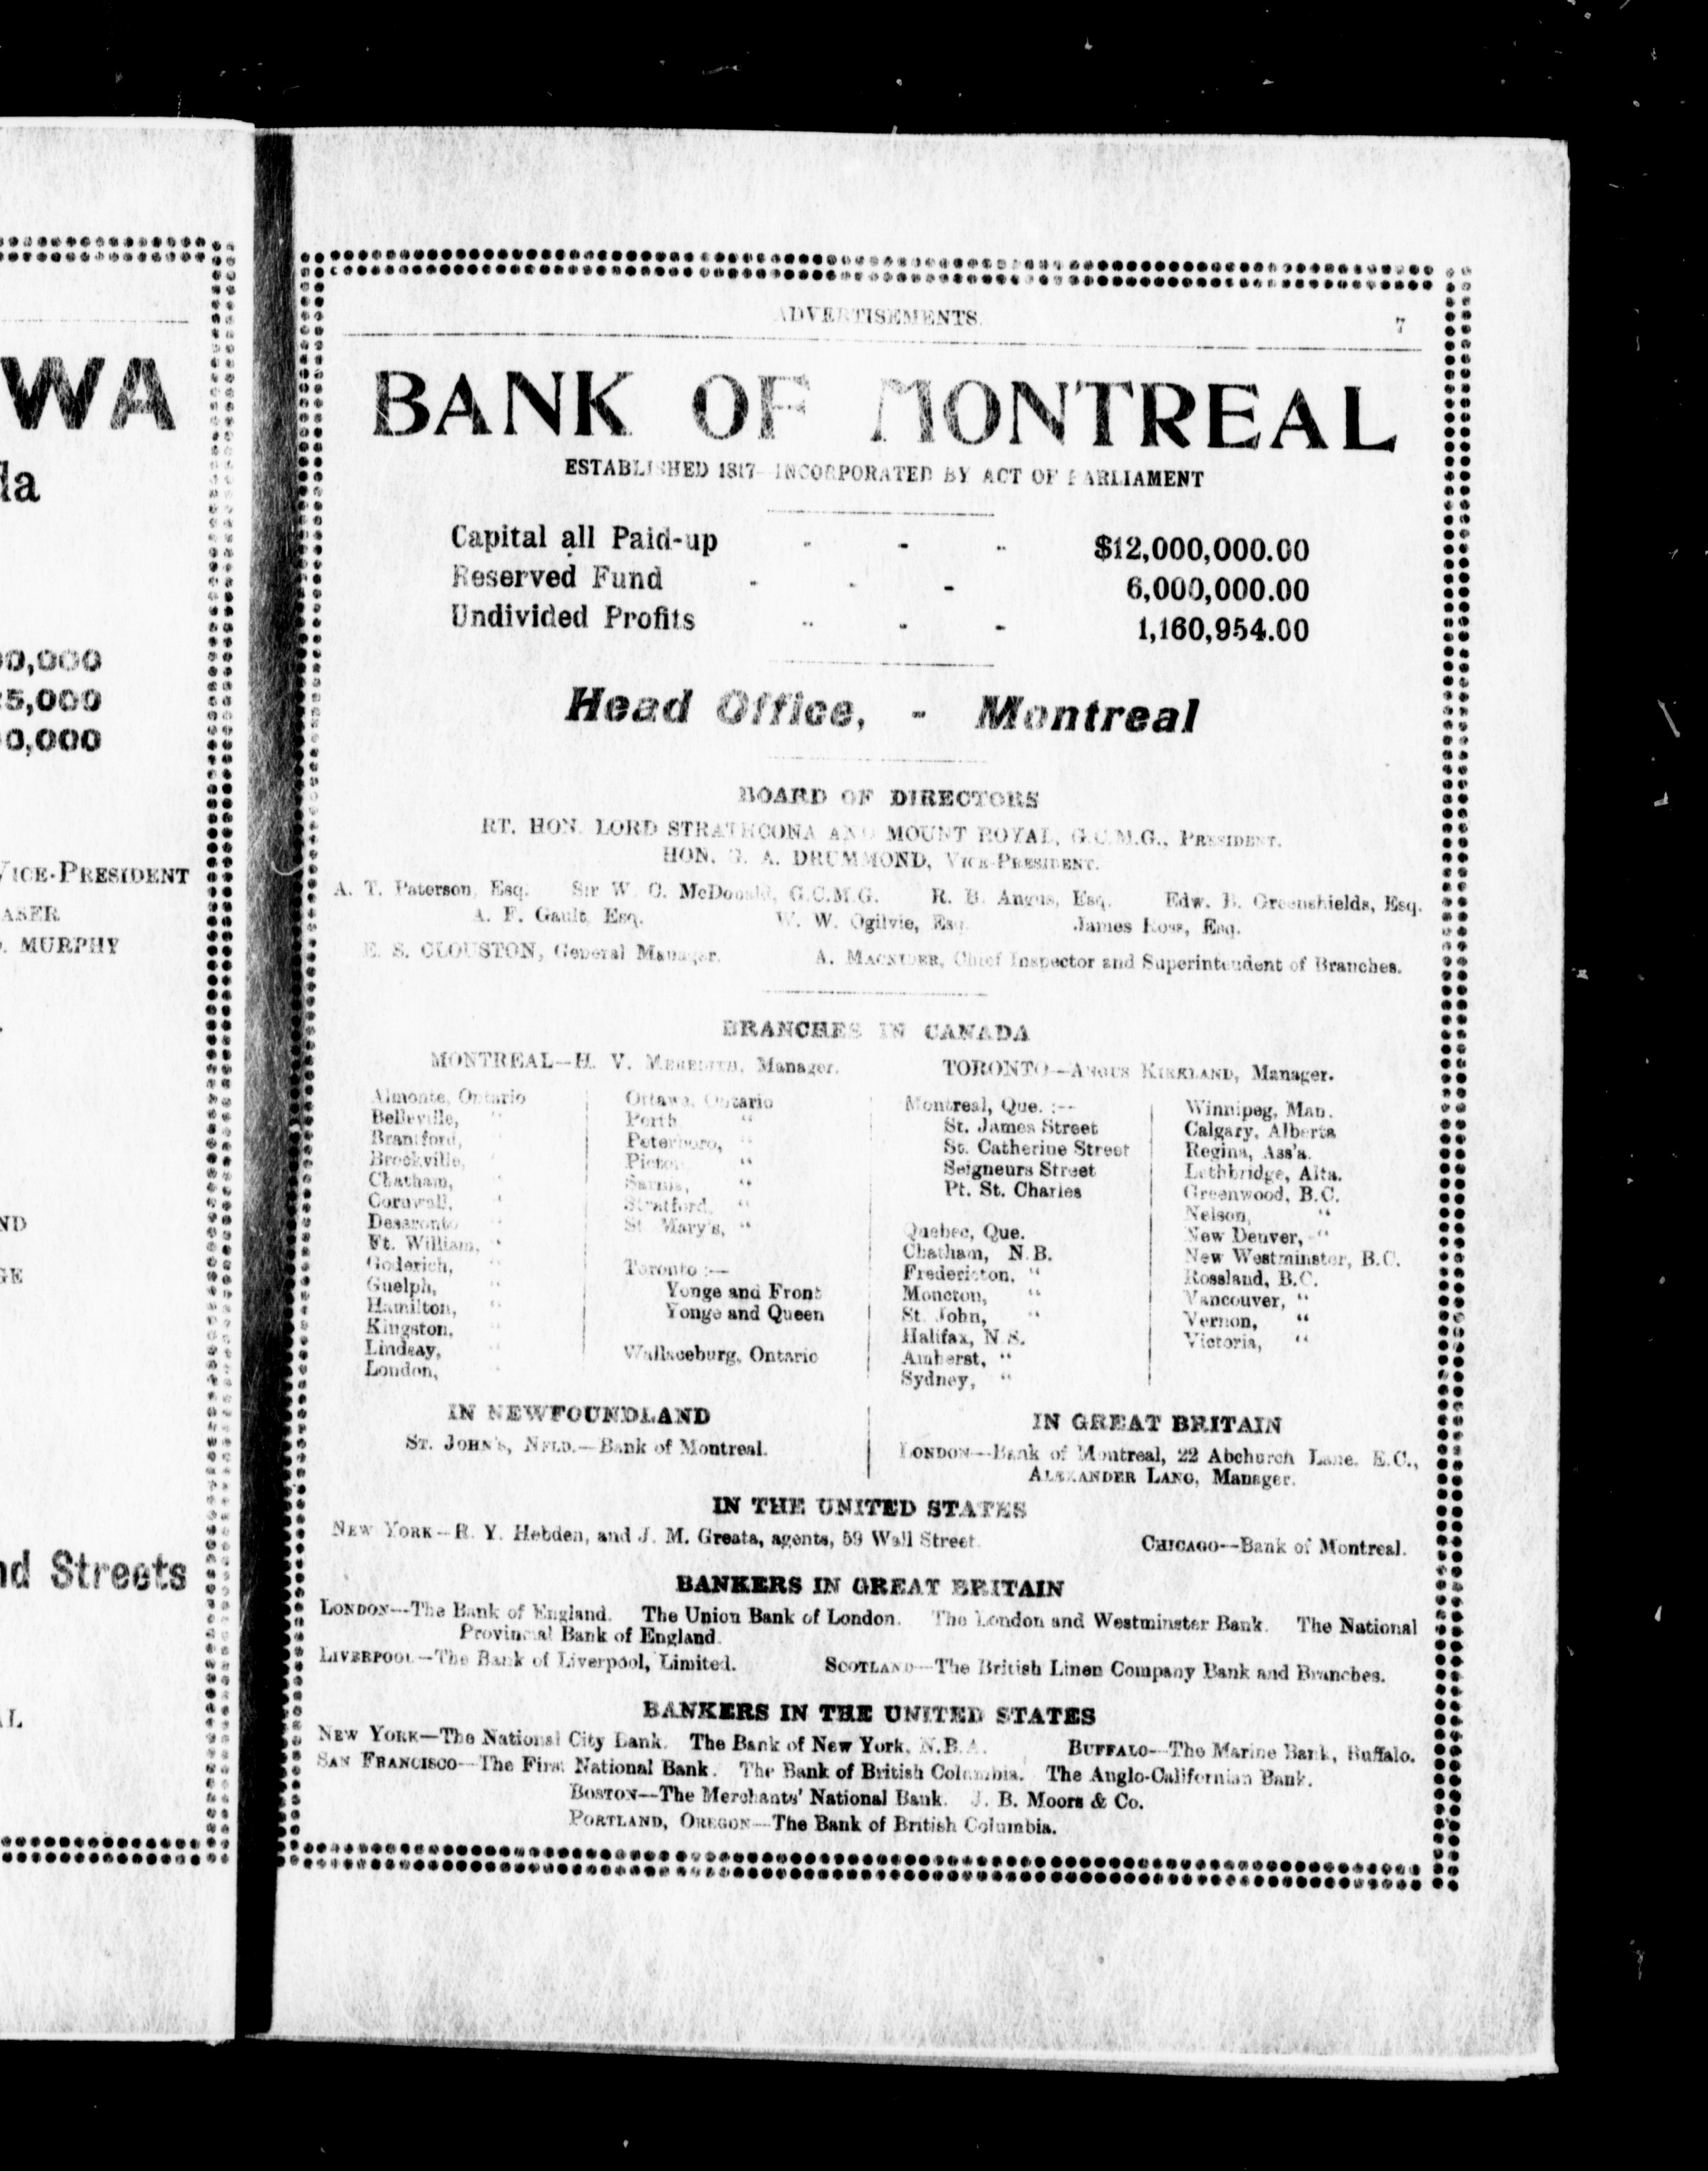 WA
da
0,000
5,000
0,000
VICE-PRESIDENT
ASER
. MURPHY
ND
GE
nd Streets
AL
ADVERTISEMENTS. 7
BANK OF MONTREAL
ESTABLISHED 1817 INCORPORATED BY ACT OF PARLIAMENT
Capital all Paid-up - - - $12,000,000.00
Reserved Fund - - - 6,000,000.00
Undivided Profits - - - 1,160,954.00
Head Office, - Montreal
BOARD OF DIRECTORS
RT. HON. LORD STRATHCONA AND MOUNT ROYAL, G.C.M.G., PRESIDENT.
HON. G. A. DRUMMOND, VICE-PRESIDENT.
A. T. Paterson, Esq. Sir W. C. McDonald, G.C.M.G. R. B. Angus, Esq. Edw. B. Greenshields, Esq.
A. F. Gault, Esq. W. W. Ogilvie, Esq. James Ross, Esq.
E. S. CLOUSTON, General Manager. A. MACNIDER, Chief Inspector and Superintendent of Branches.
BRANCHES IN CANADA
MONTREAL—H. V. MEREDITH, Manager.
TORONTO—ANGUS KIRKLAND, Manager.
Almonte, Ontario
Belleville, "
Brantford, "
Brockville, "
Chatham, "
Cornwall, "
Deseronto "
Ft. William, "
Goderich, "
Guelph, "
Hamilton, "
Kingston, "
Lindsay, "
London, "
Ottawa, Ontario
Perth "
Peterboro, "
Picton "
Sarnia, "
Stratford, "
St. Mary's, "
Toronto :—
Yonge and Front
Yonge and Queen
Wallaceburg, Ontario
Montreal, Que. :—
St. James Street
St. Catherine Street
Seigneurs Street
Pt. St. Charles
Quebec, Que.
Chatham, N.B.
Fredericton, "
Moncton, "
St. John, "
Halifax, N.S.
Amherst, "
Sydney, "
Winnipeg, Man.
Calgary, Alberta
Regina, Ass'a.
Lethbridge, Alta.
Greenwood, B.C.
Nelson, "
New Denver, "
New Westminster, B.C.
Rossland, B.C.
Vancouver, "
Vernon, "
Victoria, "
IN NEWFOUNDLAND
ST. JOHN'S, NFLD.—Bank of Montreal.
IN GREAT BRITAIN
LONDON—Bank of Montreal, 22 Abchurch Lane, E.C.,
ALEXANDER LANG, Manager.
IN THE UNITED STATES
NEW YORK—R. Y. Hebden, and J. M. Greata, agents, 59 Wall Street. CHICAGO—Bank of Montreal.
BANKERS IN GREAT BRITAIN
LONDON—The Bank of England. The Union Bank of London. The London and Westminster Bank. The National
Provincial Bank of England.
LIVERPOOL—The Bank of Liverpool, Limited. SCOTLAND—The British Linen Company Bank and Branches.
BANKERS IN THE UNITED STATES
NEW YORK—The National City Bank. The Bank of New York, N.B.A. BUFFALO—The Marine Bank, Buffalo.
SAN FRANCISCO—The First National Bank. The Bank of British Columbia. The Anglo-Californian Bank.
BOSTON—The Merchants' National Bank. J. B. Moors & Co.
PORTLAND, OREGON—The Bank of British Columbia.